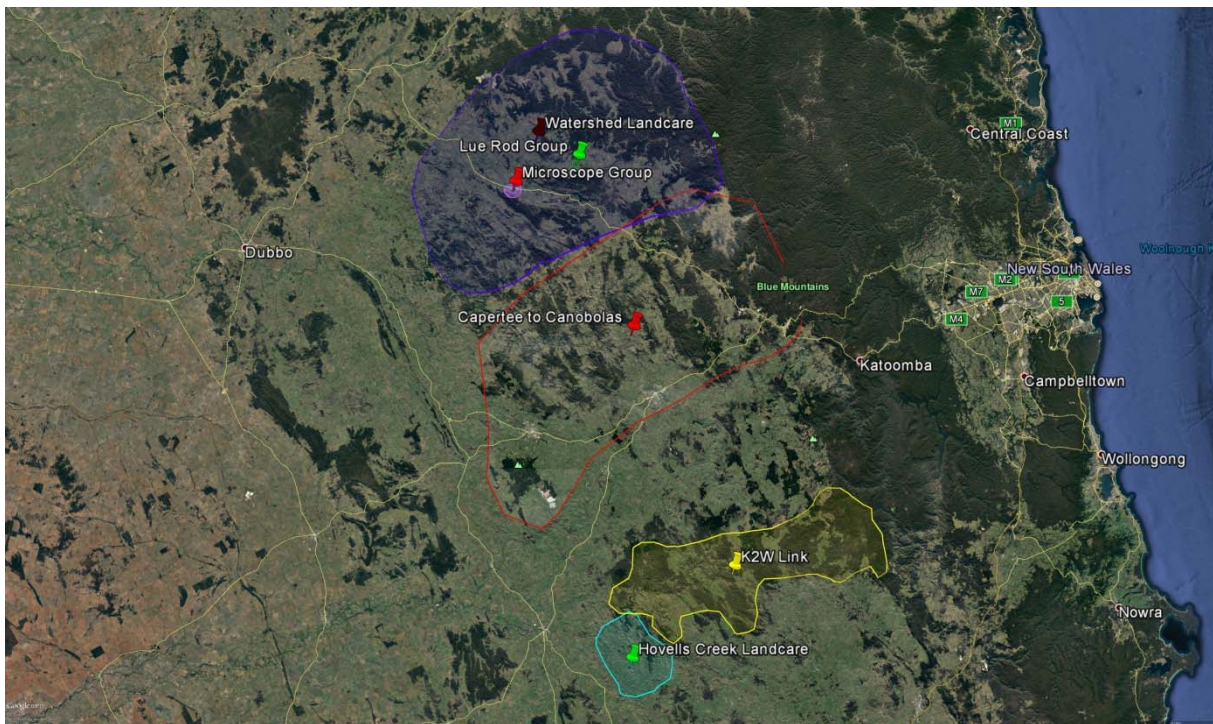 M1
Central Coast
Watershed Landcare
Lue Rod Group
Microscope Group
Dubbo
New South Wales
M2
M7
5
M4
Blue Mountains
Capertee to Canobolas
Katoomba
Campbelltown
Wollongong
K2W Link
Nowra
Hovells Creek Landcare